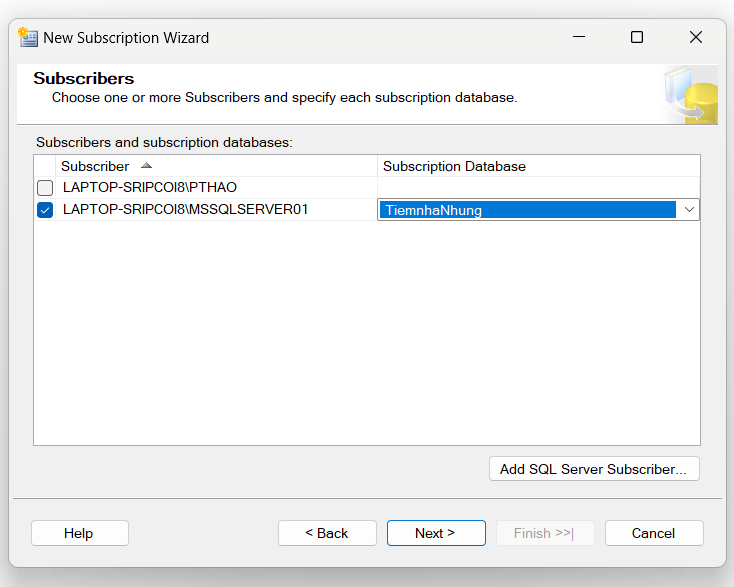 New Subscription Wizard
Subscribers
Choose one or more Subscribers and specify each subscription database.
Subscribers and subscription databases:
Subscriber Subscription Database
LAPTOP-SRIPCOI8\PTHAO
LAPTOP-SRIPCOI8\MSSQLSERVER01 TiemnhaNhung
Add SQL Server Subscriber...
Help < Back Next > Finish >>| Cancel